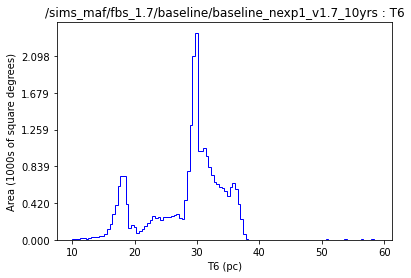 /sims_maf/fbs_1.7/baseline/baseline_nexp1_v1.7_10yrs : T6
Area (1000s of square degrees)
2.098
1.679
1.259
0.839
0.420
0.000
10 20 30 40 50 60
T6 (pc)